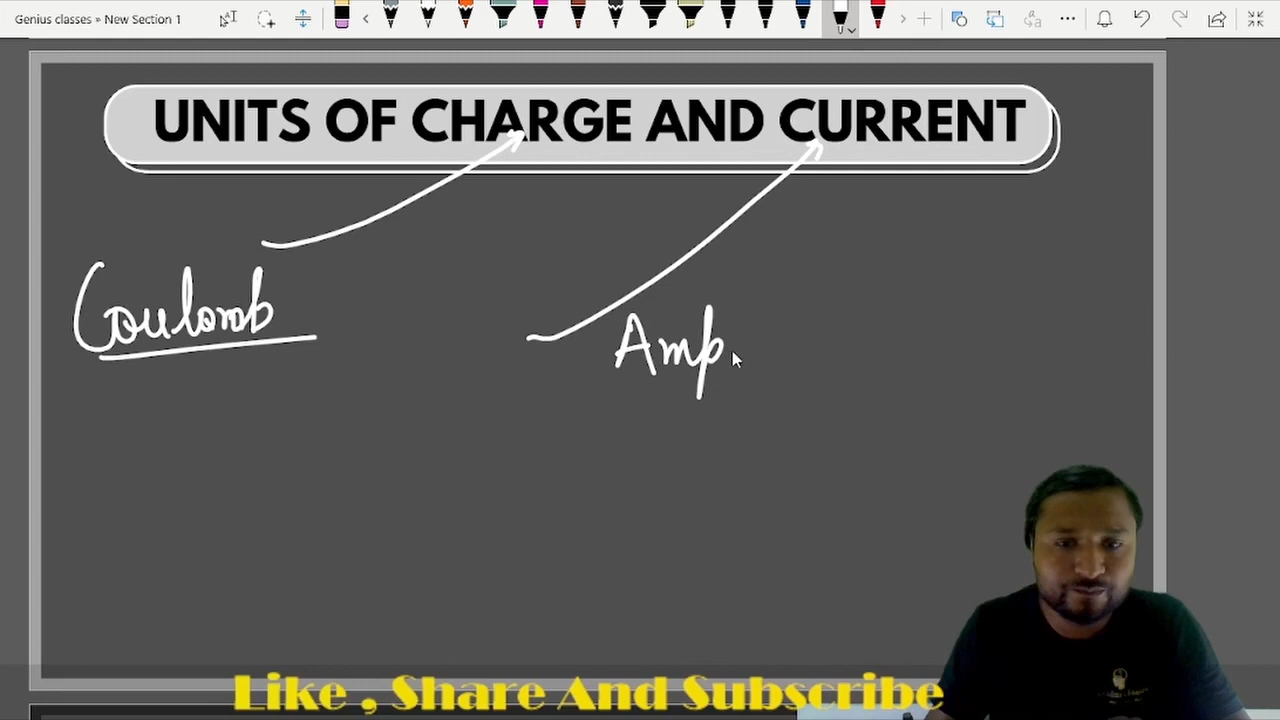 Genius classes » New Section 1
UNITS OF CHARGE AND CURRENT
Coulomb
Amp
Like , Share And Subscribe